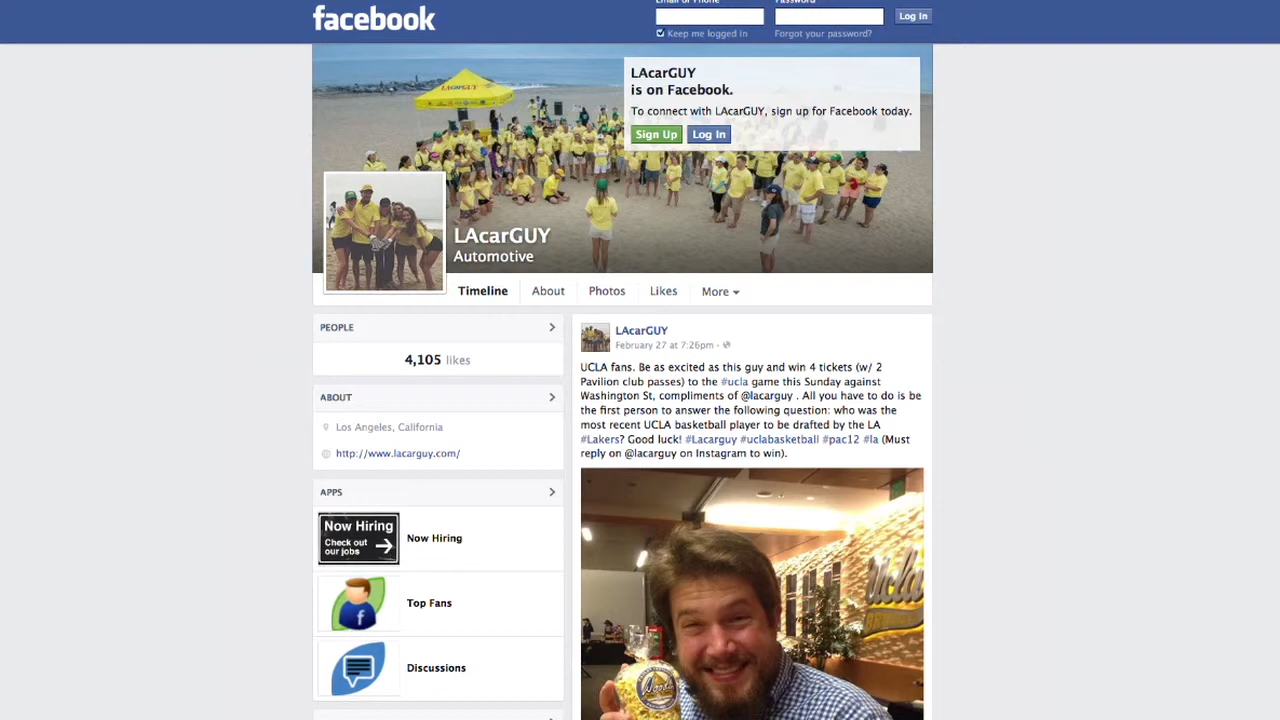 facebook
Email or Phone
Password
Log In
Keep me logged in
Forgot your password?
LAcarGUY
LAcarGUY
is on Facebook.
To connect with LAcarGUY, sign up for Facebook today.
Sign Up
Log In
LAcarGUY
Automotive
Timeline
About
Photos
Likes
More
PEOPLE
4,105 likes
ABOUT
Los Angeles, California
http://www.lacarguy.com/
APPS
Now Hiring
Check out
our jobs
Now Hiring
Top Fans
Discussions
LAcarGUY
February 27 at 7:26pm ·
UCLA fans. Be as excited as this guy and win 4 tickets (w/ 2
Pavilion club passes) to the #ucla game this Sunday against
Washington St, compliments of @lacarguy . All you have to do is be
the first person to answer the following question: who was the
most recent UCLA basketball player to be drafted by the LA
#Lakers? Good luck! #Lacarguy #uclabasketball #pac12 #la (Must
reply on @lacarguy on Instagram to win).
Ucla